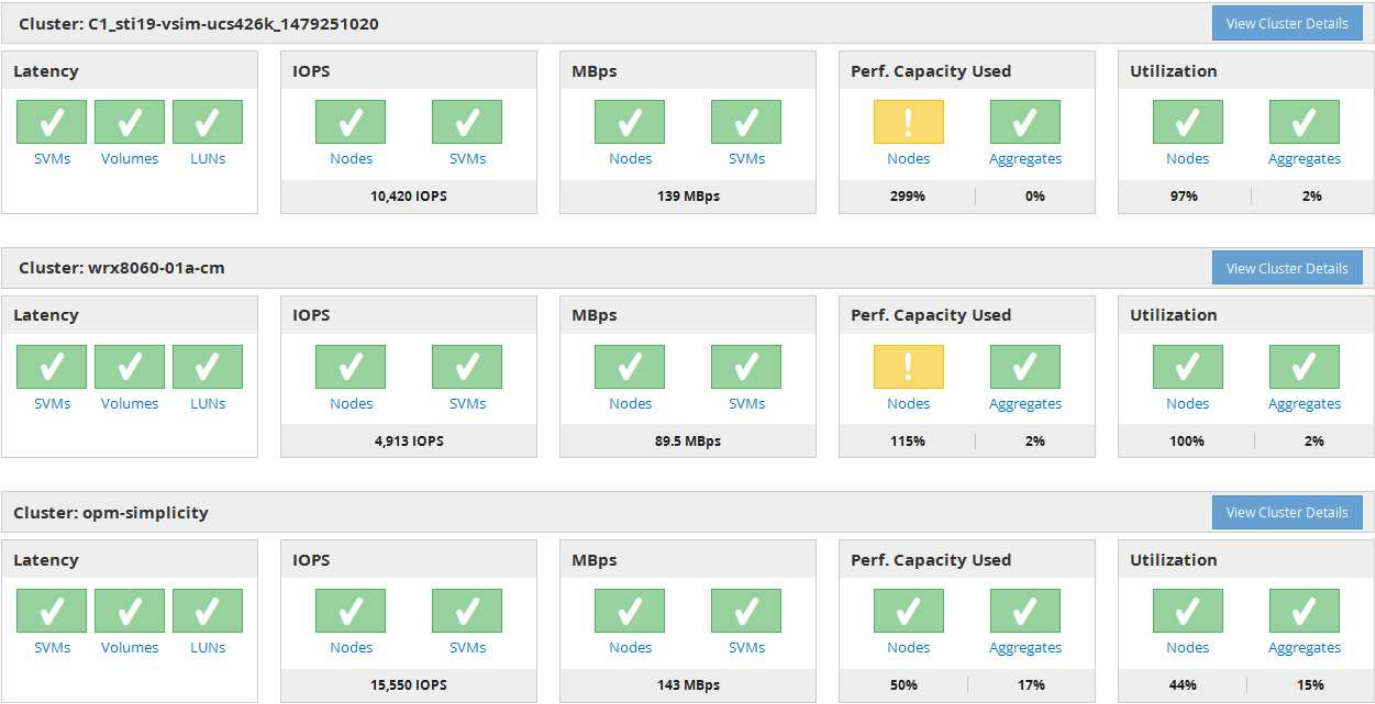 Cluster: C1_sti19-vsim-ucs426k_1479251020 View Cluster Details
Latency IOPS MBps Perf. Capacity Used Utilization
SVMs Volumes LUNs Nodes SVMs Nodes SVMs Nodes Aggregates Nodes Aggregates
10,420 IOPS 139 MBps 299% 0% 97% 2%
Cluster: wrx8060-01a-cm View Cluster Details
Latency IOPS MBps Perf. Capacity Used Utilization
SVMs Volumes LUNs Nodes SVMs Nodes SVMs Nodes Aggregates Nodes Aggregates
4,913 IOPS 89.5 MBps 115% 2% 100% 2%
Cluster: opm-simplicity View Cluster Details
Latency IOPS MBps Perf. Capacity Used Utilization
SVMs Volumes LUNs Nodes SVMs Nodes SVMs Nodes Aggregates Nodes Aggregates
15,550 IOPS 143 MBps 50% 17% 44% 15%